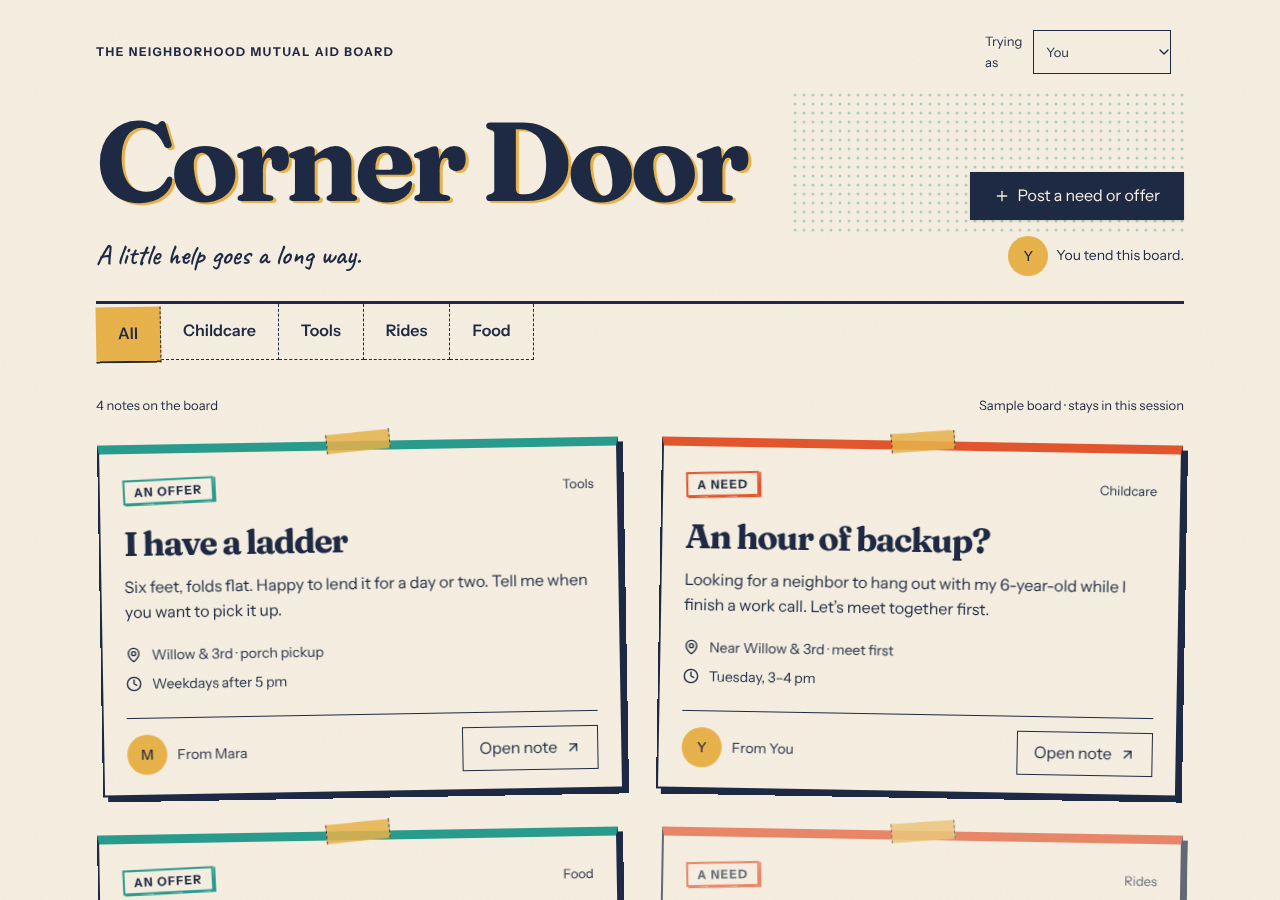 THE NEIGHBORHOOD MUTUAL AID BOARD
Trying as
You
Corner Door
+ Post a need or offer
A little help goes a long way.
Y
You tend this board.
All
Childcare
Tools
Rides
Food
4 notes on the board
Sample board · stays in this session
AN OFFER
Tools
I have a ladder
Six feet, folds flat. Happy to lend it for a day or two. Tell me when
you want to pick it up.
Willow & 3rd · porch pickup
Weekdays after 5 pm
M
From Mara
Open note
A NEED
Childcare
An hour of backup?
Looking for a neighbor to hang out with my 6-year-old while I
finish a work call. Let’s meet together first.
Near Willow & 3rd · meet first
Tuesday, 3–4 pm
Y
From You
Open note
AN OFFER
Food
A NEED
Rides